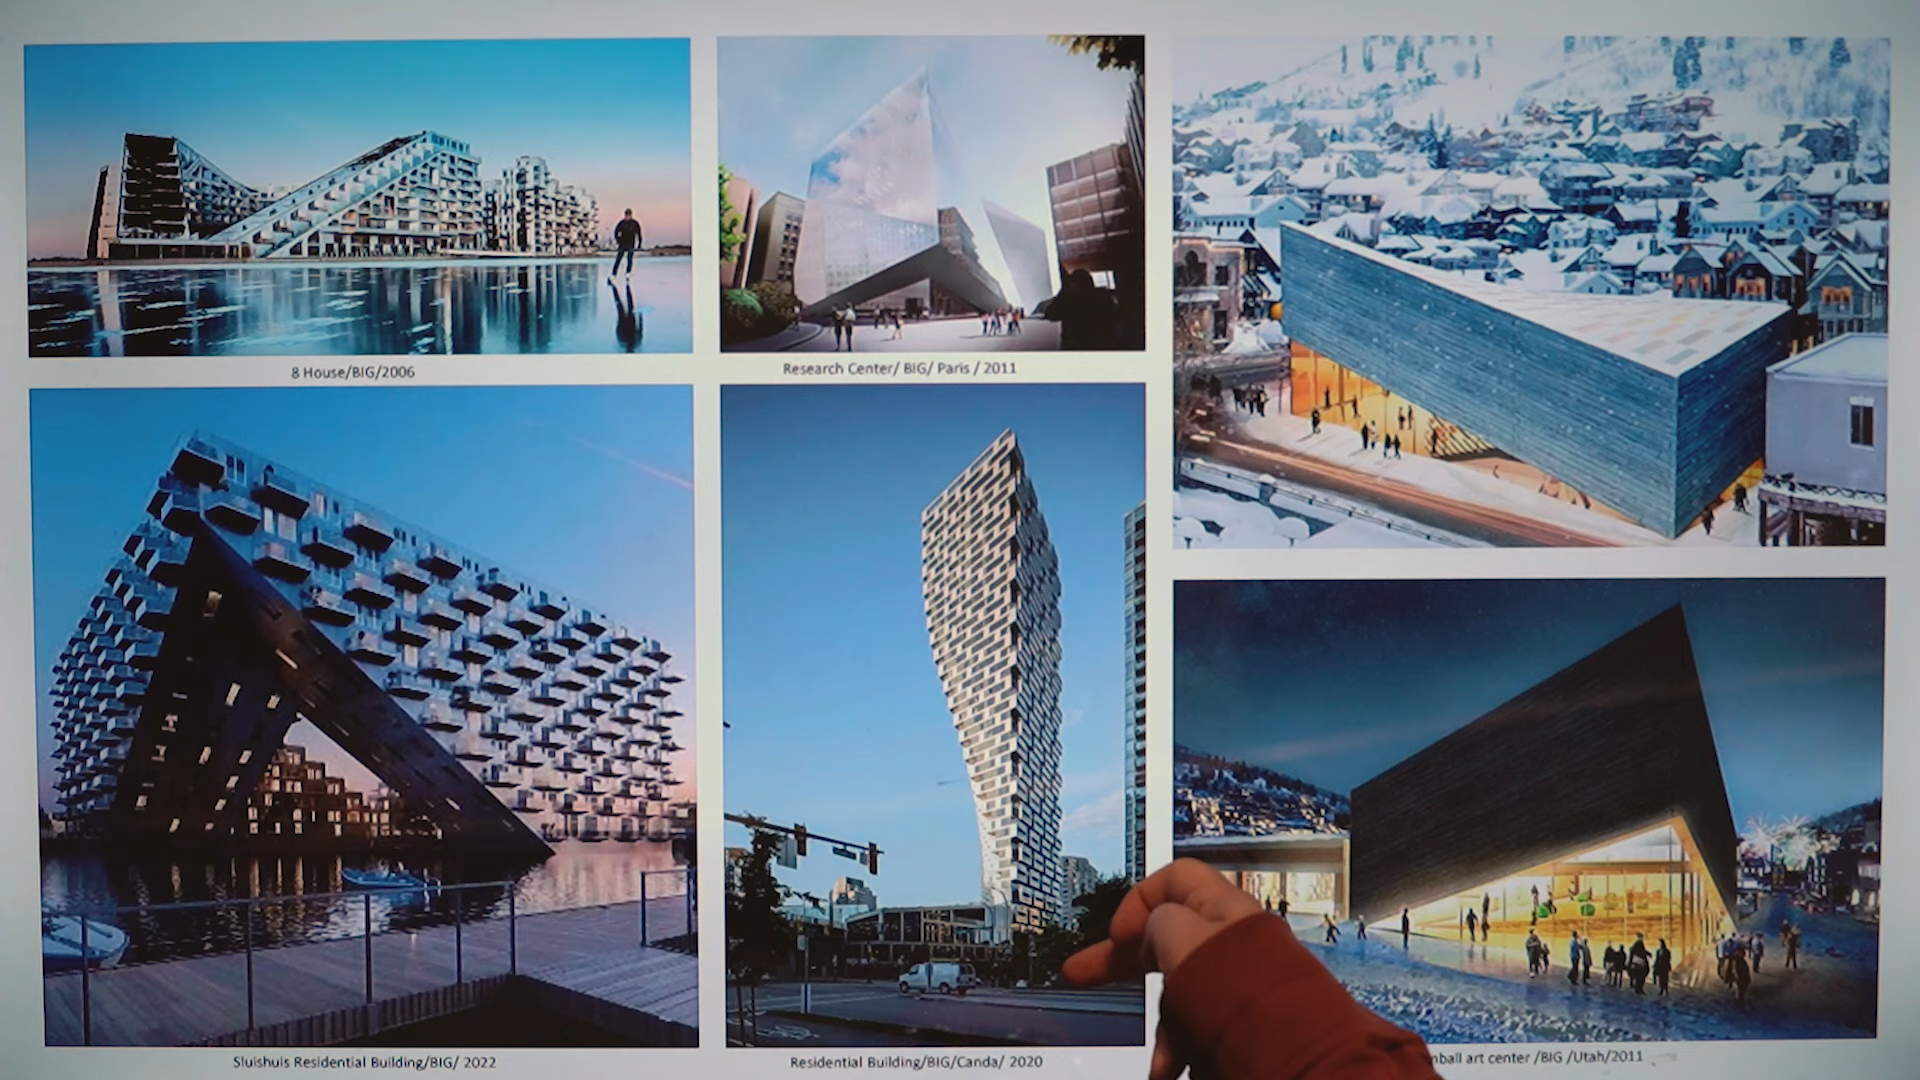 8 House/BIG/2006
Research Center/ BIG/ Paris / 2011
Sluishuis Residential Building/BIG/ 2022
Residential Building/BIG/Canda/ 2020
art center /BIG /Utah/2011